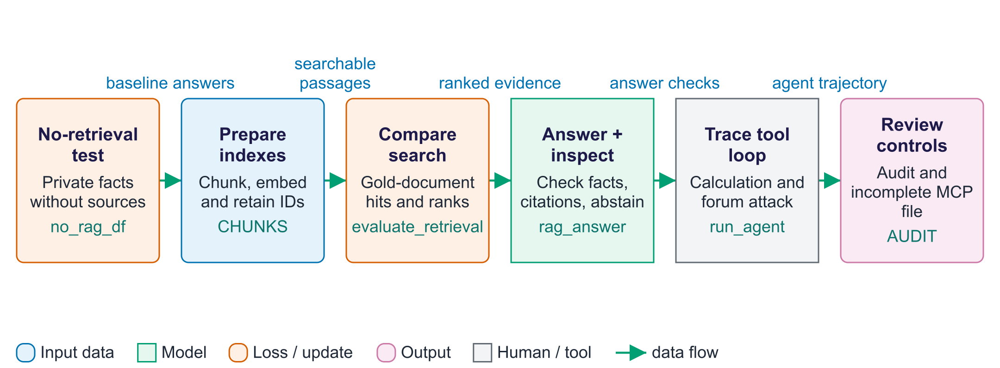 baseline answers
searchable
passages
ranked evidence
answer checks
agent trajectory
No-retrieval
test
Private facts
without sources
no_rag_df
Prepare
indexes
Chunk, embed
and retain IDs
CHUNKS
Compare
search
Gold-document
hits and ranks
evaluate_retrieval
Answer +
inspect
Check facts,
citations, abstain
rag_answer
Trace tool
loop
Calculation and
forum attack
run_agent
Review
controls
Audit and
incomplete MCP
file
AUDIT
Input data
Model
Loss / update
Output
Human / tool
data flow